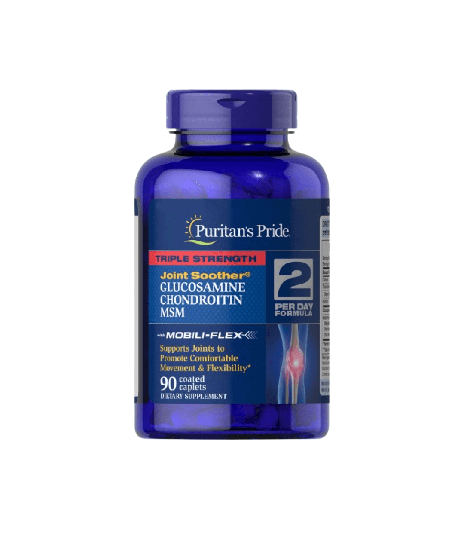 Puritan's Pride
TRIPLE STRENGTH
Joint Soother®
GLUCOSAMINE
CHONDROITIN
MSM
2
PER DAY
FORMULA
with MOBILI-FLEX
Supports Joints to
Promote Comfortable
Movement & Flexibility*
90 coated caplets
DIETARY SUPPLEMENT